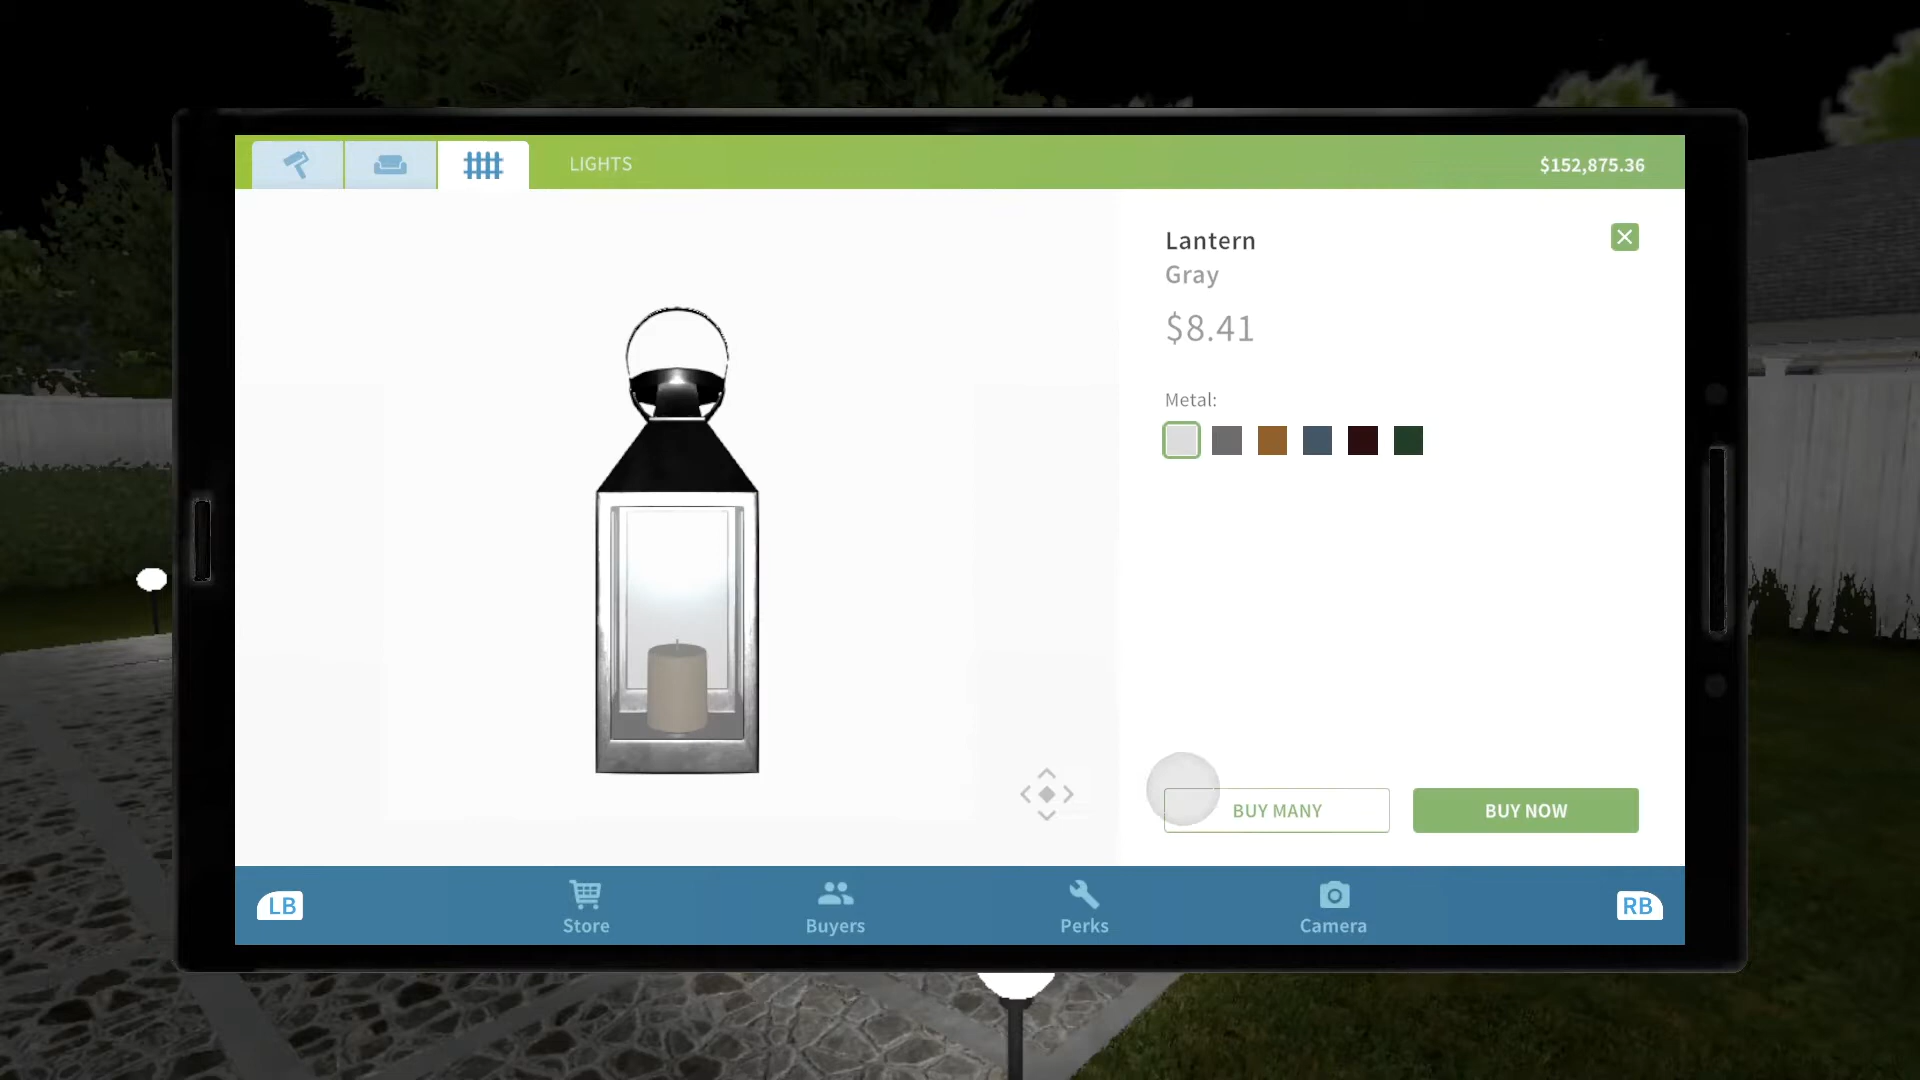 LIGHTS
$152,875.36
Lantern
Gray
$8.41
Metal:
BUY MANY
BUY NOW
LB
Store
Buyers
Perks
Camera
RB